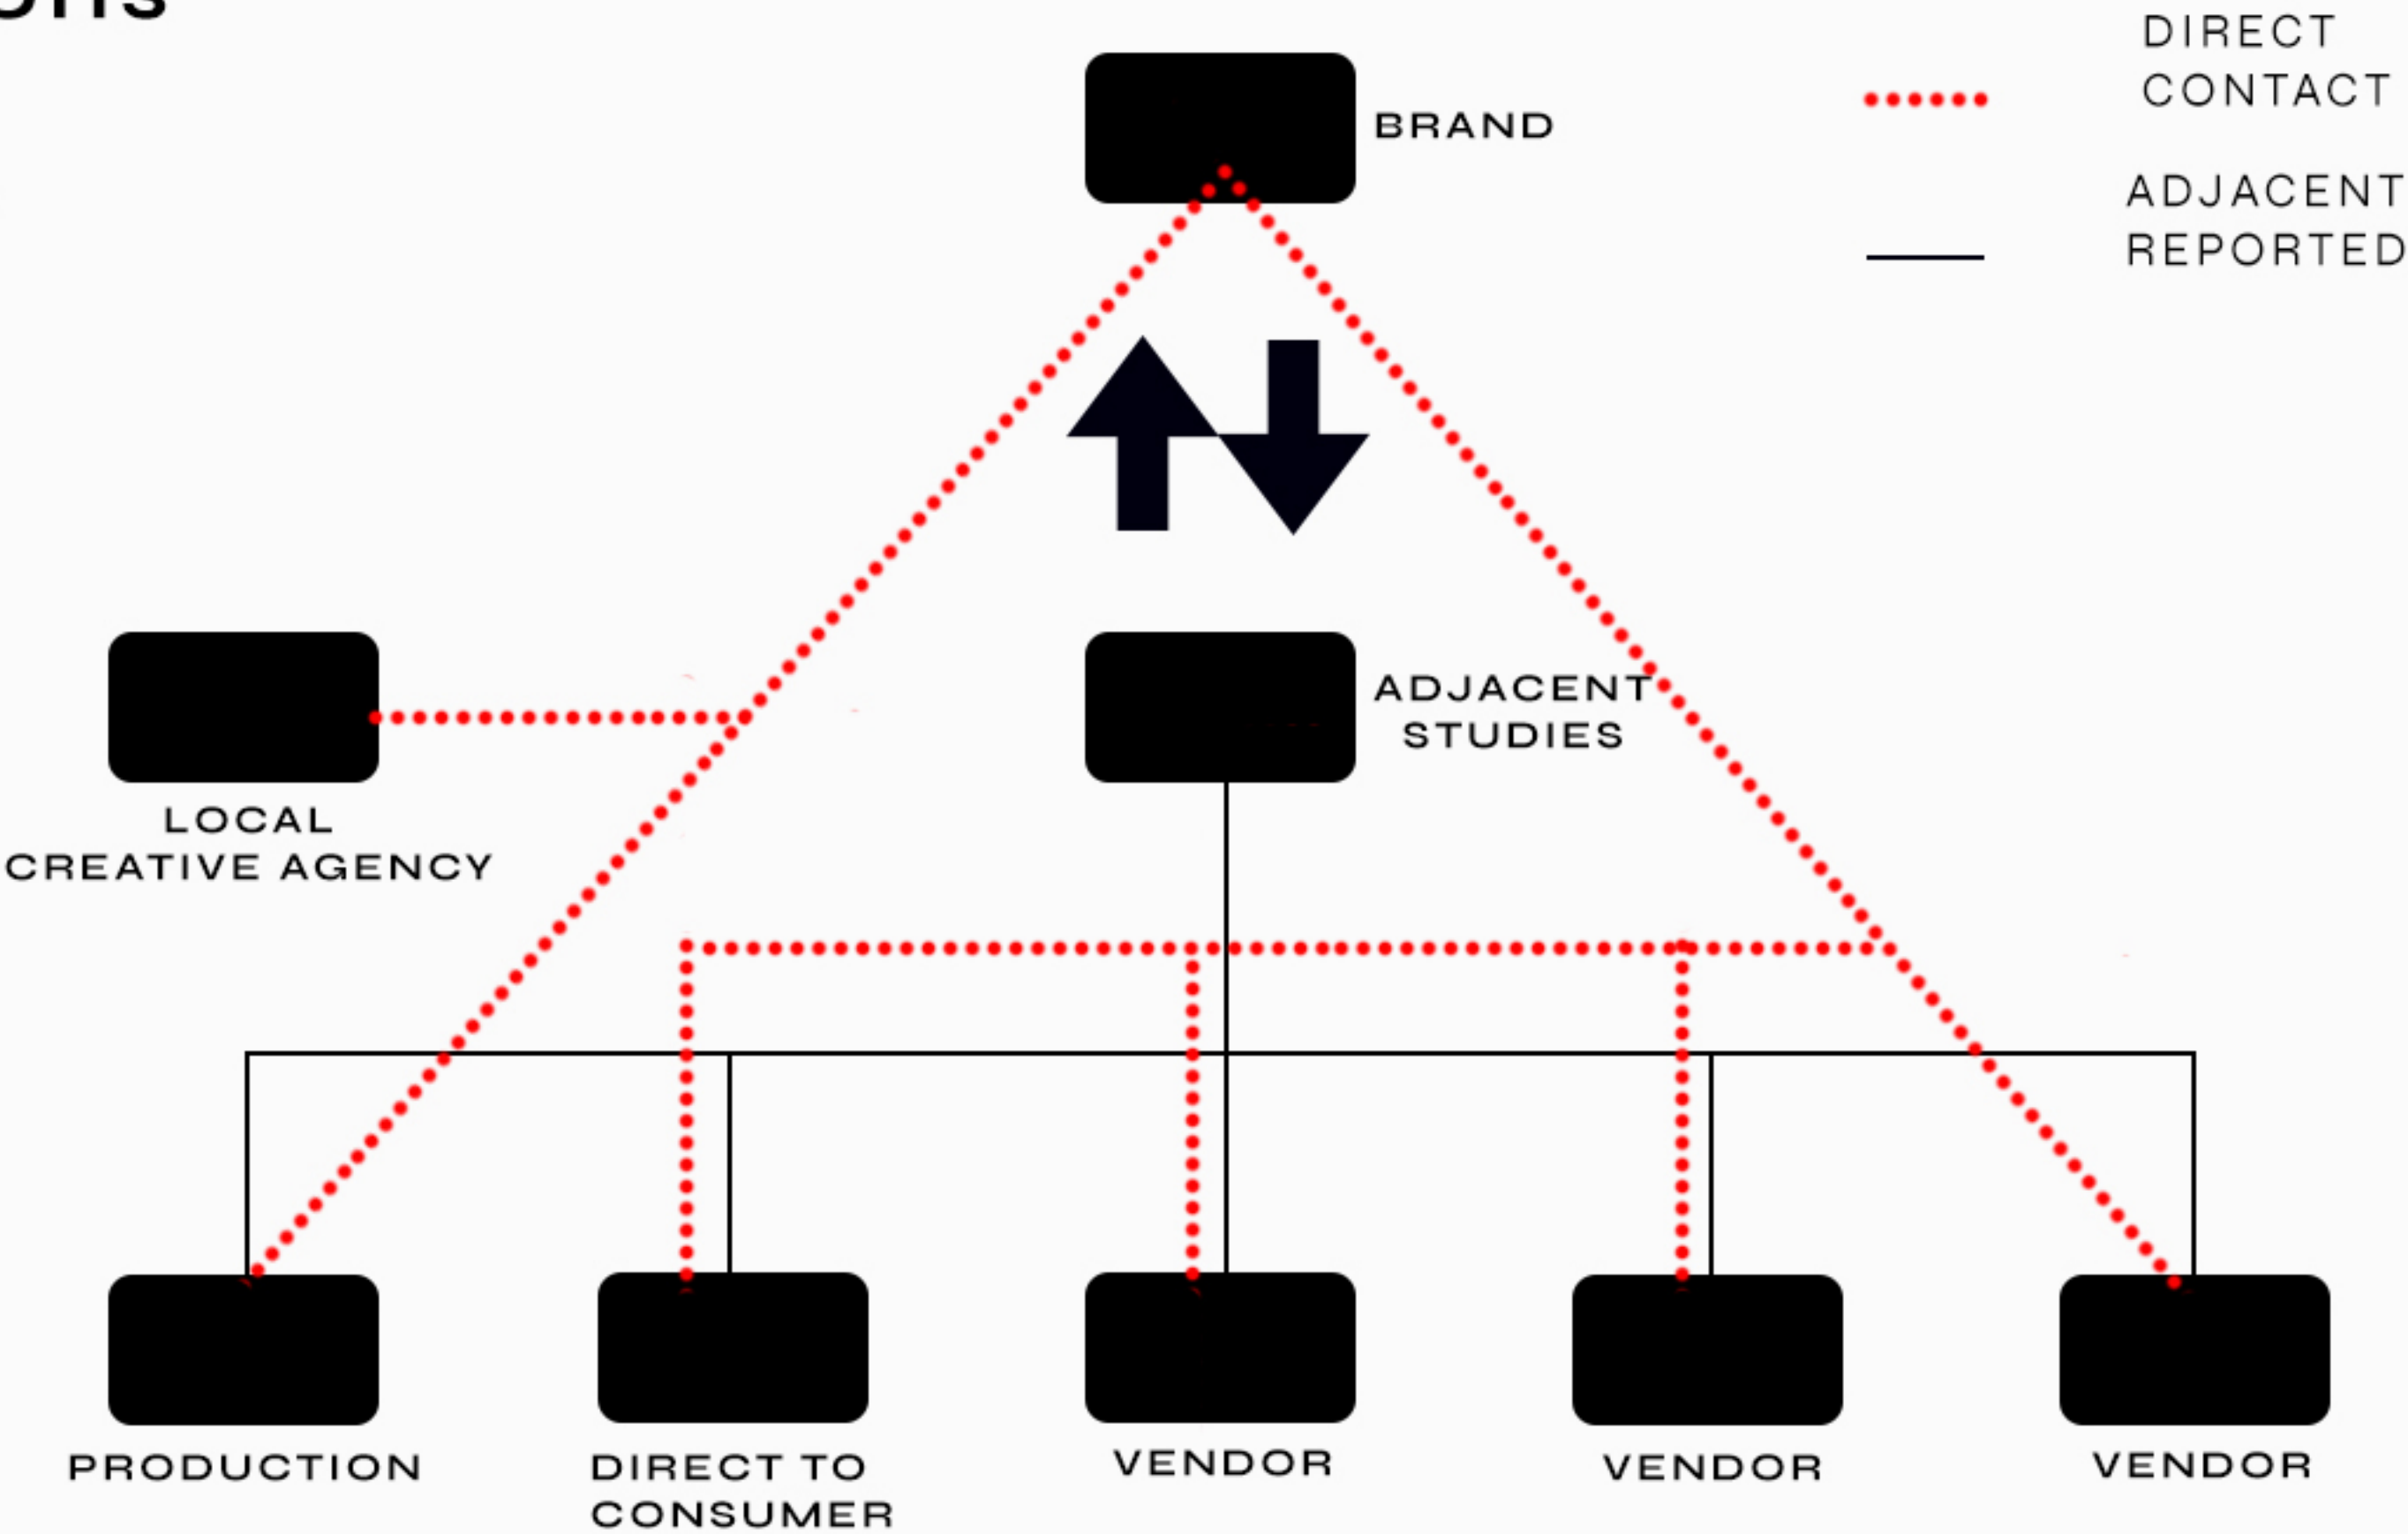 DIRECT
CONTACT
BRAND
ADJACENT
REPORTED
ADJACENT
STUDIES
LOCAL
CREATIVE AGENCY
PRODUCTION
DIRECT TO
CONSUMER
VENDOR
VENDOR
VENDOR